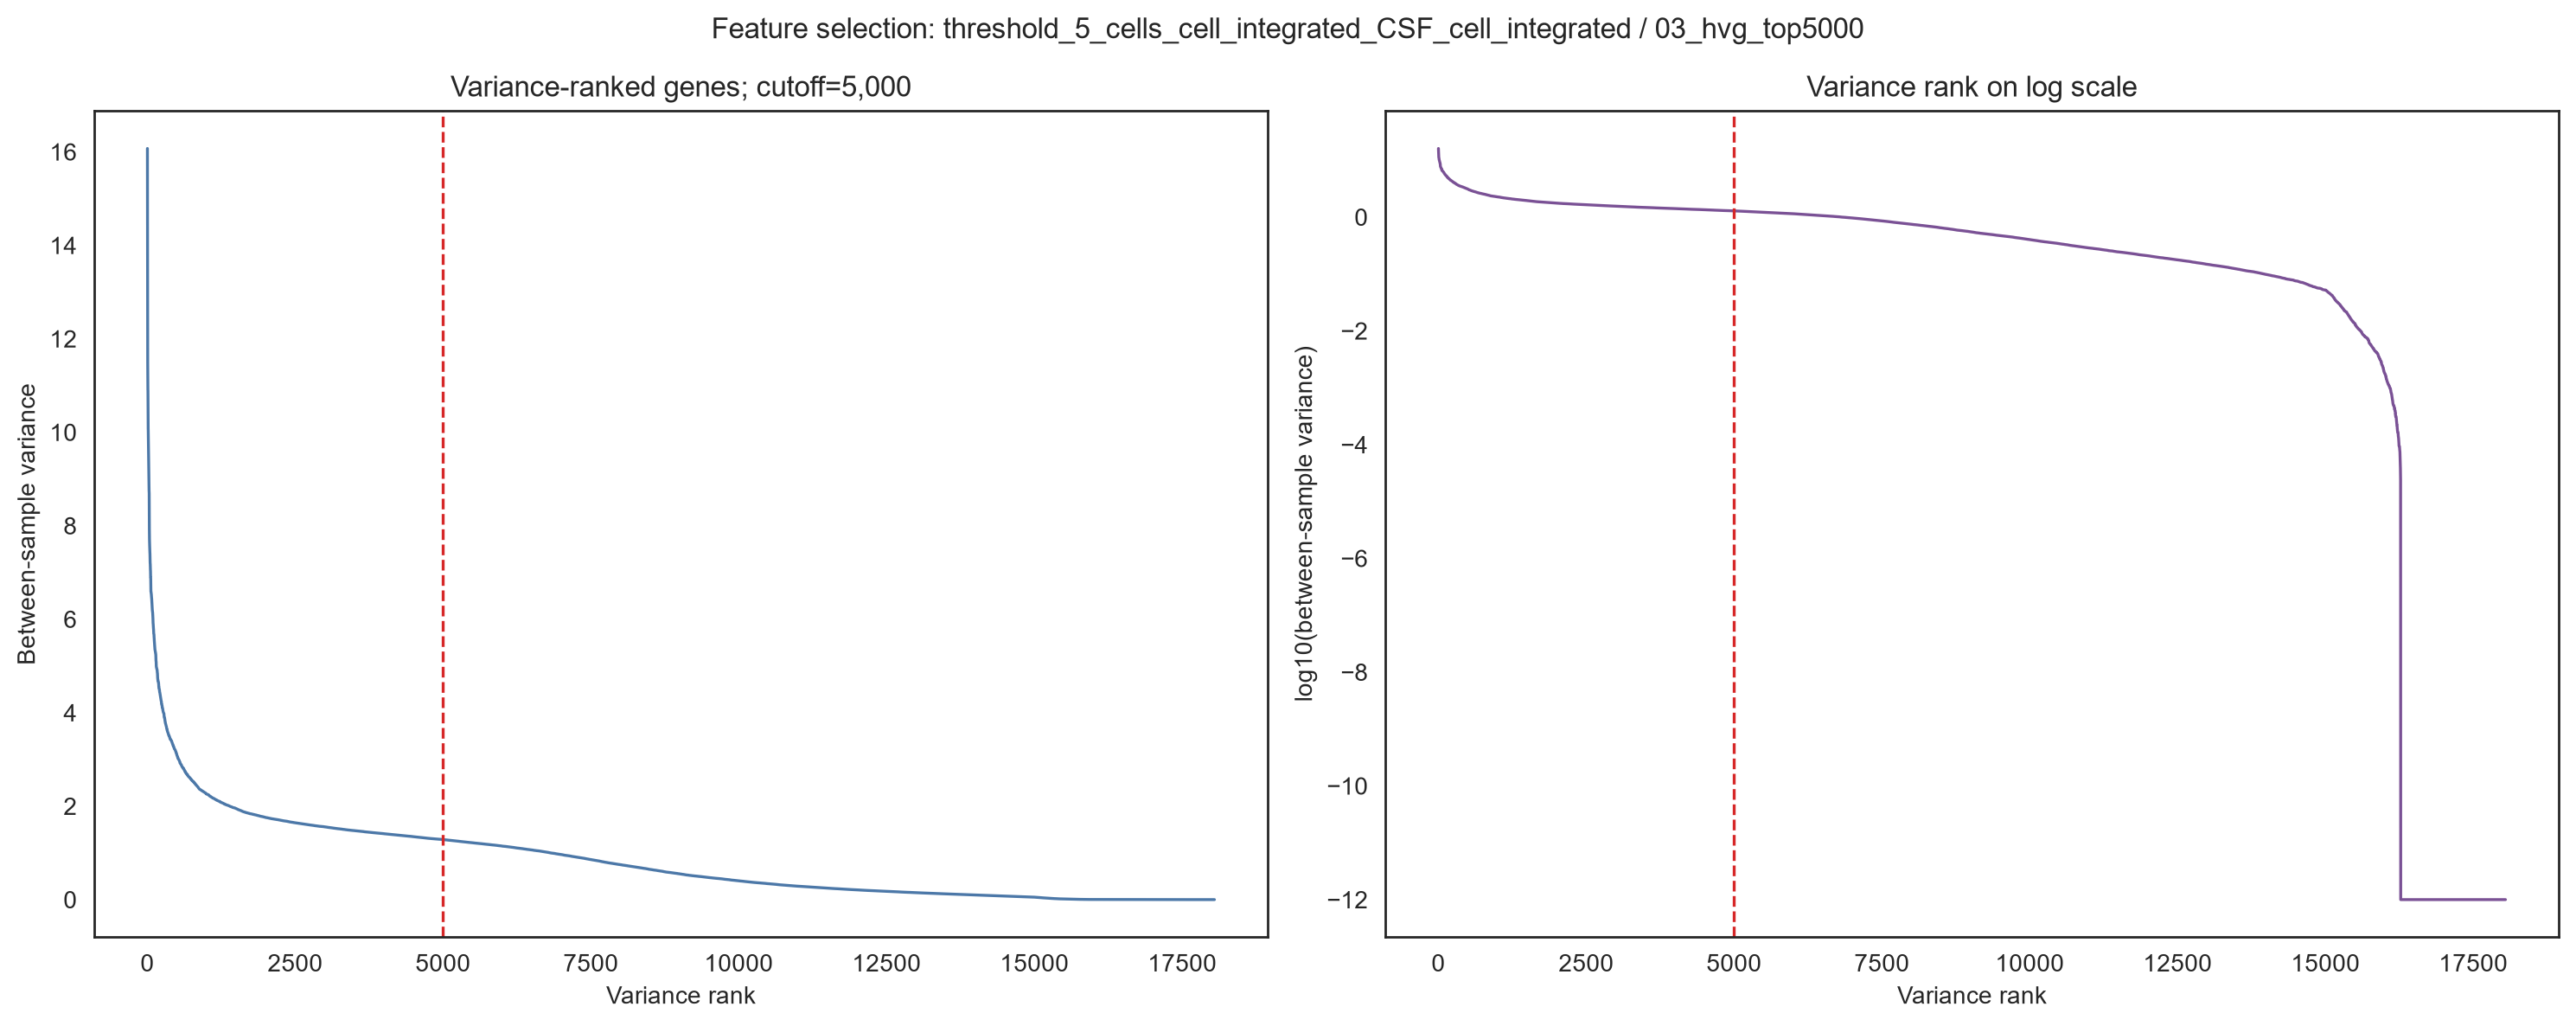 Feature selection: threshold_5_cells_cell_integrated_CSF_cell_integrated / 03_hvg_top5000
Variance-ranked genes; cutoff=5,000
Between-sample variance
16
14
12
10
8
6
4
2
0
0 2500 5000 7500 10000 12500 15000 17500
Variance rank
Variance rank on log scale
log10(between-sample variance)
0
−2
−4
−6
−8
−10
−12
0 2500 5000 7500 10000 12500 15000 17500
Variance rank